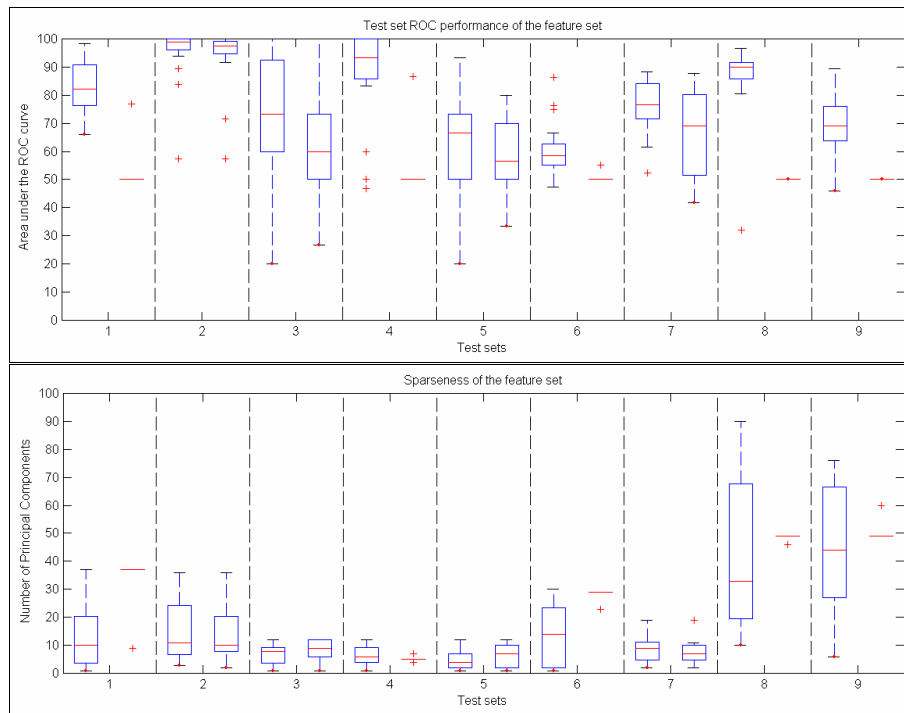 Test set ROC performance of the feature set
Area under the ROC curve
100
90
80
70
60
50
40
30
20
10
0
1 2 3 4 5 6 7 8 9
Test sets
Sparseness of the feature set
Number of Principal Components
100
90
80
70
60
50
40
30
20
10
0
1 2 3 4 5 6 7 8 9
Test sets